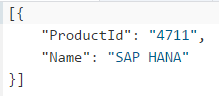 [{
    "ProductId": "4711",
    "Name": "SAP HANA"
}]